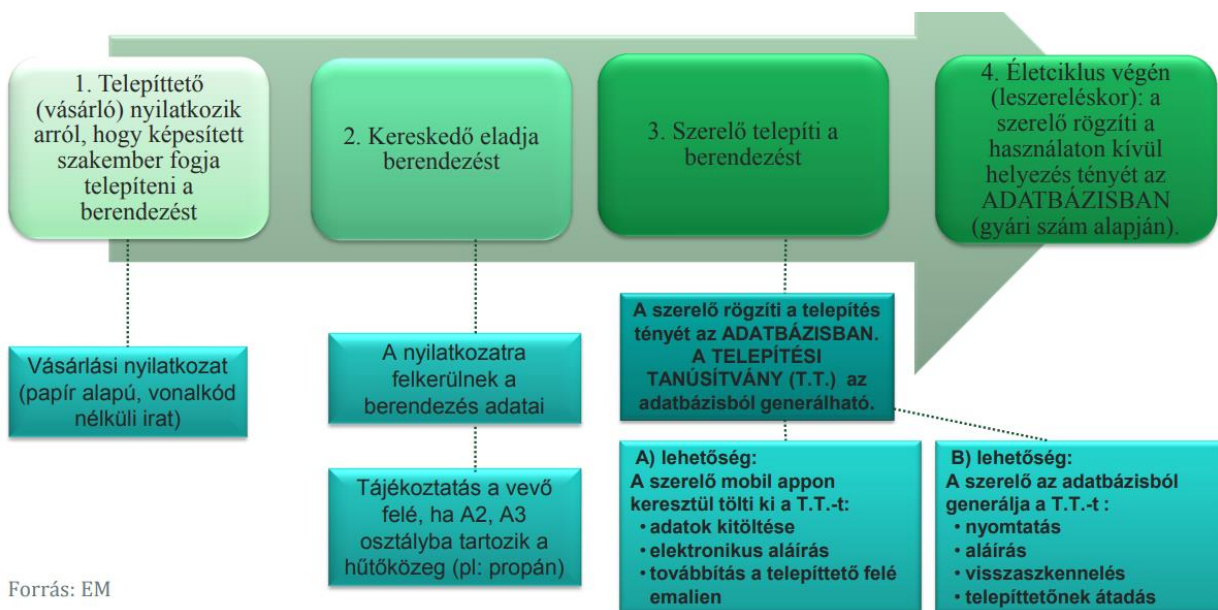 1. Telepíttető
(vásárló) nyilatkozik
arról, hogy képesített
szakember fogja
telepíteni a
berendezést
2. Kereskedő eladja
berendezést
3. Szerelő telepíti a
berendezést
4. Életciklus végén
(leszereléskor): a
szerelő rögzíti a
használaton kívül
helyezés tényét az
ADATBÁZISBAN
(gyári szám alapján).
Vásárlási nyilatkozat
(papír alapú, vonalkód
nélküli irat)
A nyilatkozatra
felkerülnek a
berendezés adatai
Tájékoztatás a vevő
felé, ha A2, A3
osztályba tartozik a
hűtőközeg (pl: propán)
A szerelő rögzíti a telepítés
tényét az ADATBÁZISBAN.
A TELEPÍTÉSI
TANÚSÍTVÁNY (T.T.) az
adatbázisból generálható.
A) lehetőség:
A szerelő mobil appon
keresztül tölti ki a T.T.-t:
• adatok kitöltése
• elektronikus aláírás
• továbbítás a telepíttető felé
emalien
B) lehetőség:
A szerelő az adatbázisból
generálja a T.T.-t :
• nyomtatás
• aláírás
• visszaszkennelés
• telepíttetőnek átadás
Forrás: EM